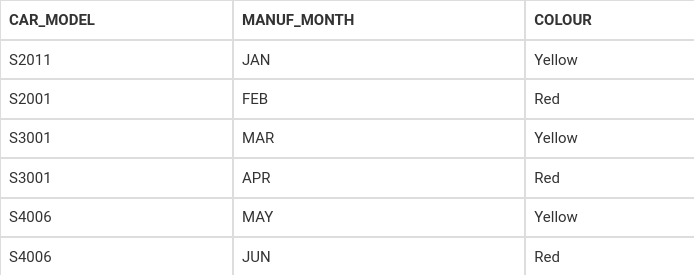 CAR_MODEL MANUF_MONTH COLOUR
S2011 JAN Yellow
S2001 FEB Red
S3001 MAR Yellow
S3001 APR Red
S4006 MAY Yellow
S4006 JUN Red